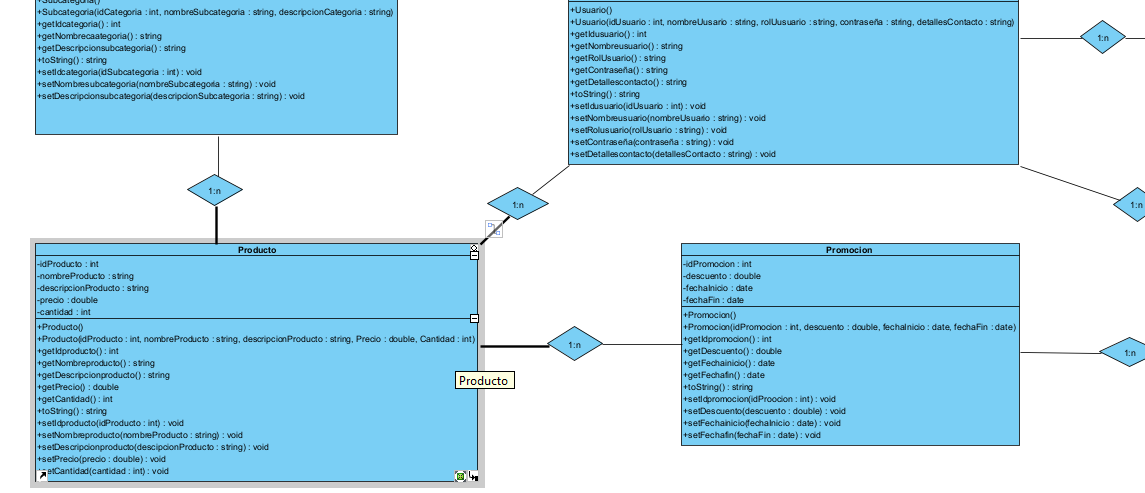 +Subcategoria()
+Subcategoria(idCategoria : int, nombreSubcategoria : string, descripcionCategoria : string)
+getIdcategoria() : int
+getNombrecaategoria() : string
+getDescripcionsubcategoria() : string
+toString() : string
+setIdcategoria(idSubcategoria : int) : void
+setNombresubcategoria(nombreSubcategoria : string) : void
+setDescripcionsubcategoria(descripcionSubcategoria : string) : void
+Usuario()
+Usuario(idUsuario : int, nombreUusario : string, rolUusuario : string, contraseña : string, detallesContacto : string)
+getIdusuario() : int
+getNombreusuario() : string
+getRolUsuario() : string
+getContraseña() : string
+getDetallescontacto() : string
+toString() : string
+setIdusuario(idUsuario : int) : void
+setNombreusuario(nombreUsuario : string) : void
+setRolusuario(rolUsuario : string) : void
+setContraseña(contraseña : string) : void
+setDetallescontacto(detallesContacto : string) : void
1:n
1:n
1:n
1:n
Producto
-idProducto : int
-nombreProducto : string
-descripcionProducto : string
-precio : double
-cantidad : int
+Producto()
+Producto(idProducto : int, nombreProducto : string, descripcionProducto : string, Precio : double, Cantidad : int)
+getIdproducto() : int
+getNombreproducto() : string
+getDescripcionproducto() : string
+getPrecio() : double
+getCantidad() : int
+toString() : string
+setIdproducto(idProducto : int) : void
+setNombreproducto(nombreProducto : string) : void
+setDescripcionproducto(descipcionProducto : string) : void
+setPrecio(precio : double) : void
etCantidad(cantidad : int) : void
Producto
1:n
Promocion
-idPromocion : int
-descuento : double
-fechaInicio : date
-fechaFin : date
+Promocion()
+Promocion(idPromocion : int, descuento : double, fechaInicio : date, fechaFin : date)
+getIdpromocion() : int
+getDescuento() : double
+getFechainicio() : date
+getFechafin() : date
+toString() : string
+setIdpromocion(idProocion : int) : void
+setDescuento(descuento : double) : void
+setFechainicio(fechaInicio : date) : void
+setFechafin(fechaFin : date) : void
1:n